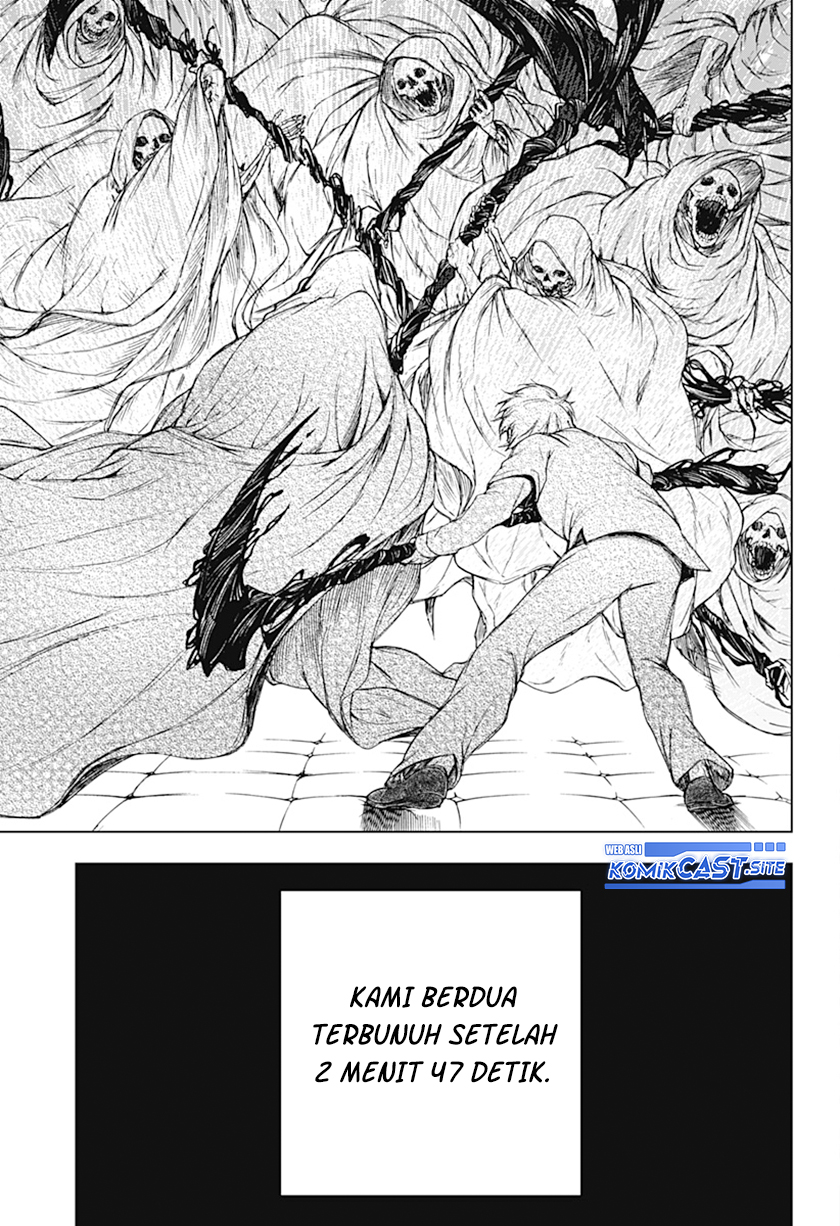 WEB ASLI
KOMIKCAST.SITE
KAMI BERDUA
TERBUNUH SETELAH
2 MENIT 47 DETIK.